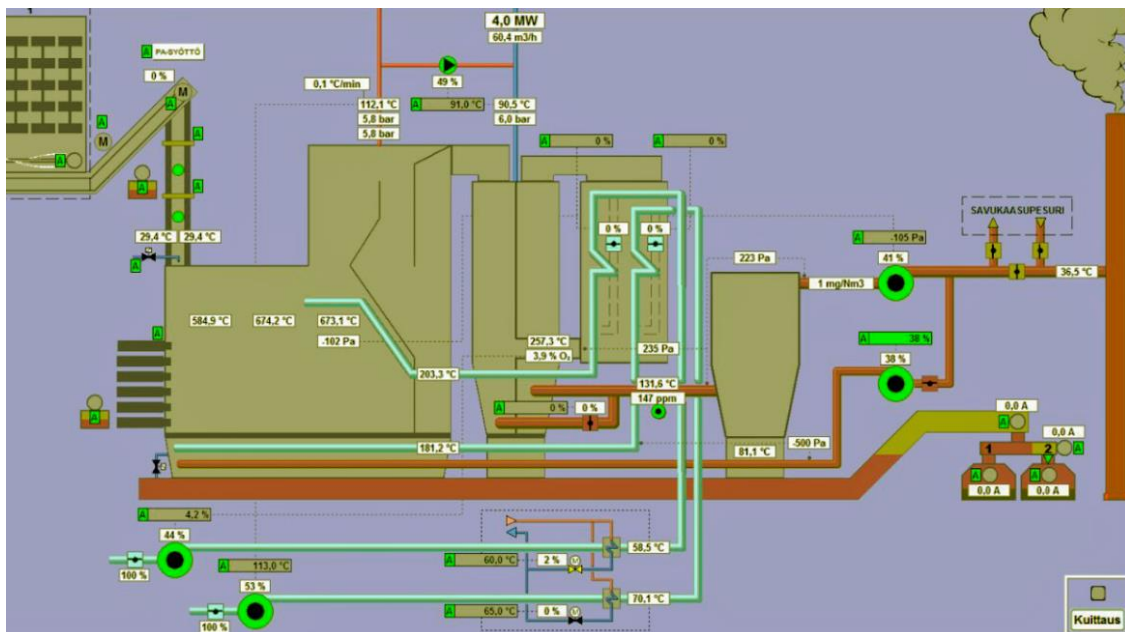 1
4,0 MW
60,4 m3/h
A PA-GYÖTTÖ
0 %
M
A
49 %
0,1 °C/min
112,1 °C
5,8 bar
5,8 bar
A 91,0 °C
90,5 °C
6,0 bar
A
M
A
A
A
A
A
A 0 %
A 0 %
SAVUKAASUPESURI
29,4 °C
29,4 °C
A
0 %
0 %
A -105 Pa
223 Pa
41 %
36,5 °C
1 mg/Nm3
584,9 °C
674,2 °C
673,1 °C
A
-102 Pa
257,3 °C
3,9 % O₂
235 Pa
A 38 %
38 %
203,3 °C
131,6 °C
147 ppm
A
A 0 %
0 %
0,0 A
A
0,0 A
181,2 °C
-500 Pa
81,1 °C
1
2
A
A
A
0,0 A
0,0 A
A 4,2 %
44 %
58,5 °C
A 60,0 °C
2 %
M
100 %
A 113,0 °C
53 %
70,1 °C
A 65,0 °C
0 %
M
100 %
Kuittaus